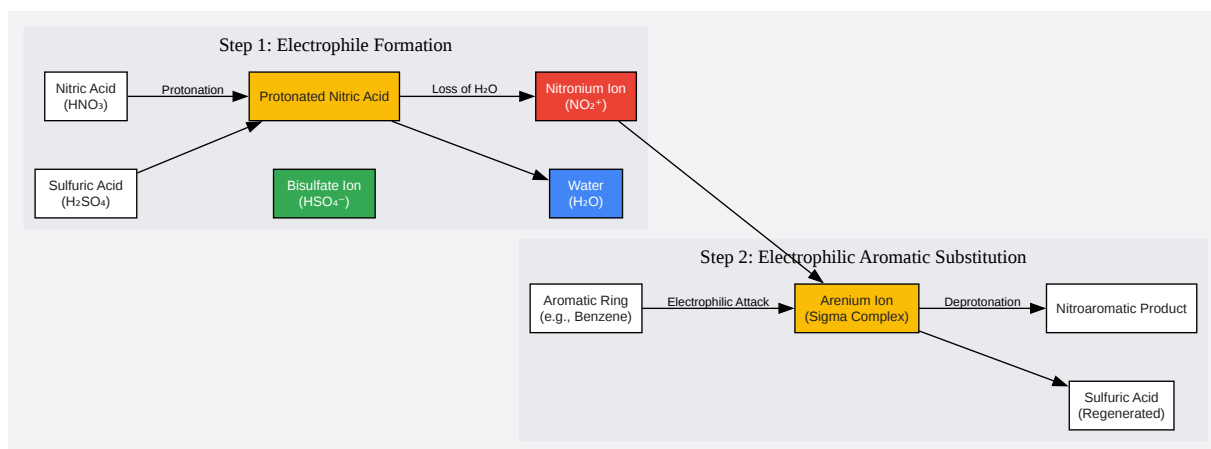 Step 1: Electrophile Formation
Nitric Acid
(HNO₃)
Protonation
Protonated Nitric Acid
Loss of H₂O
Nitronium Ion
(NO₂⁺)
Sulfuric Acid
(H₂SO₄)
Bisulfate Ion
(HSO₄⁻)
Water
(H₂O)
Step 2: Electrophilic Aromatic Substitution
Aromatic Ring
(e.g., Benzene)
Electrophilic Attack
Arenium Ion
(Sigma Complex)
Deprotonation
Nitroaromatic Product
Sulfuric Acid
(Regenerated)